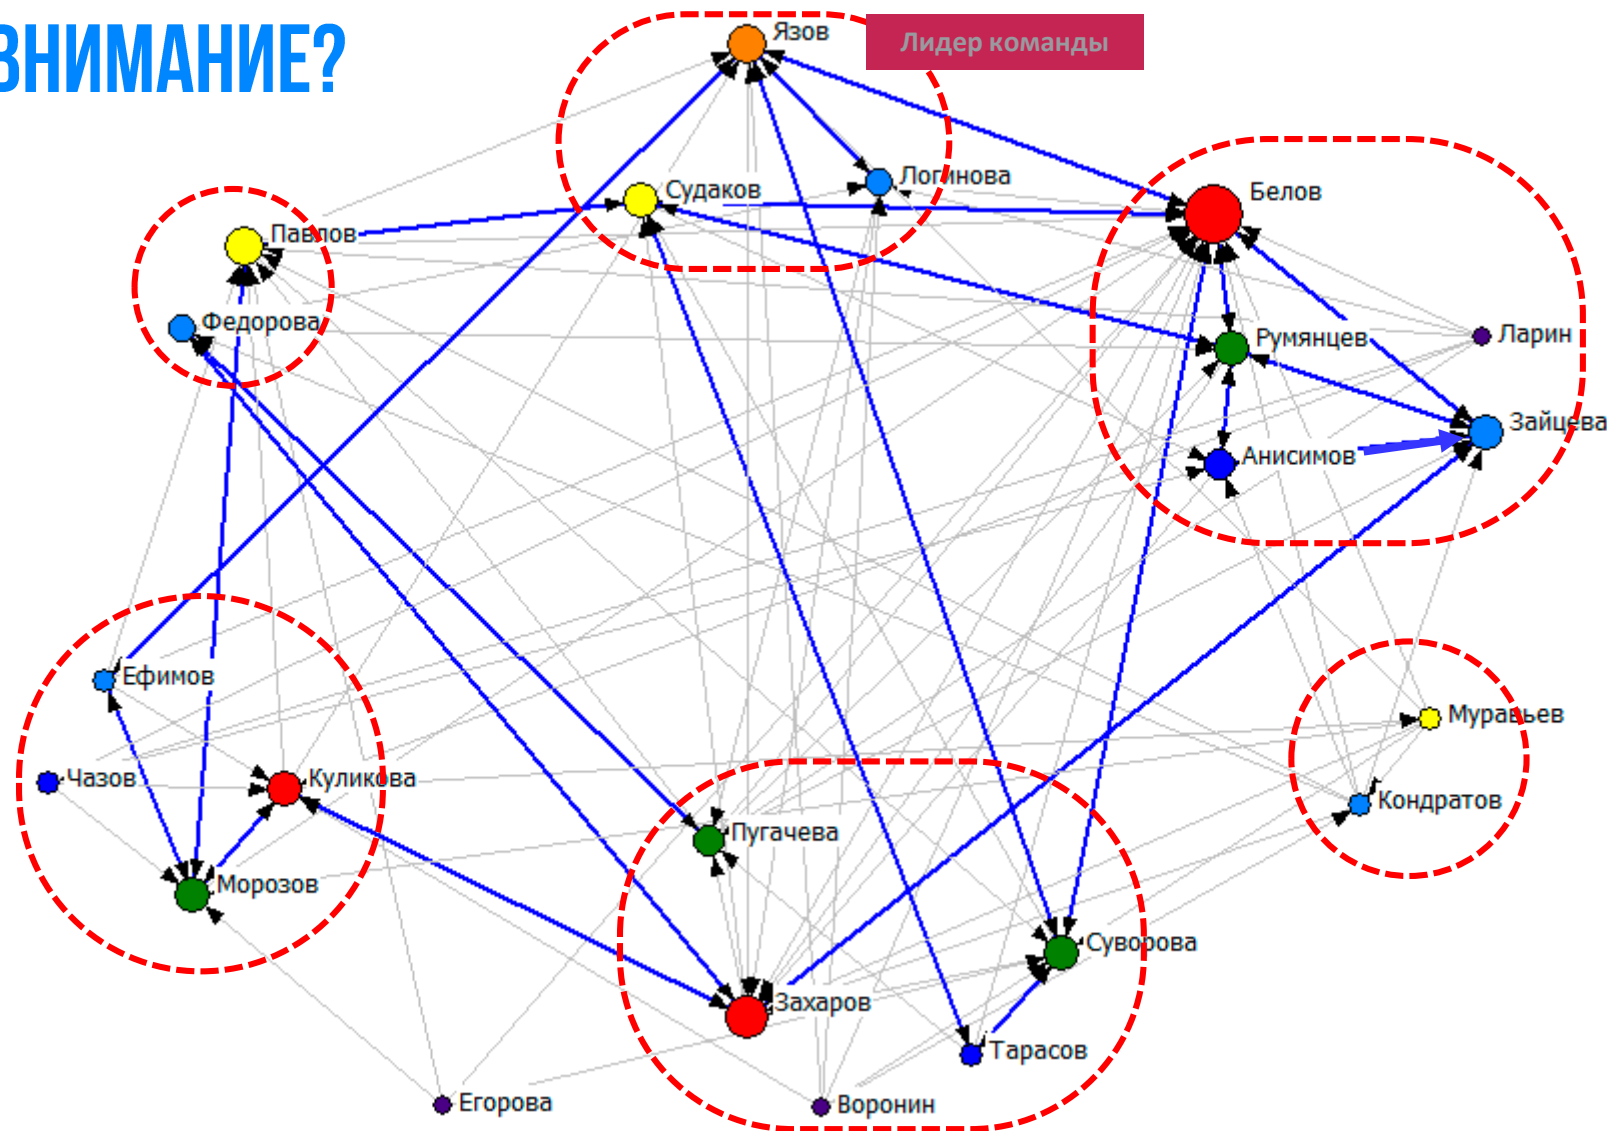 ВНИМАНИЕ?
Язов
Лидер команды
Логинова
Судаков
Белов
Павлов
Федорова
Румянцев
Ларин
Зайцева
Анисимов
Ефимов
Муравьев
Чазов
Куликова
Кондратов
Пугачева
Морозов
Суворова
Захаров
Тарасов
Егорова
Воронин